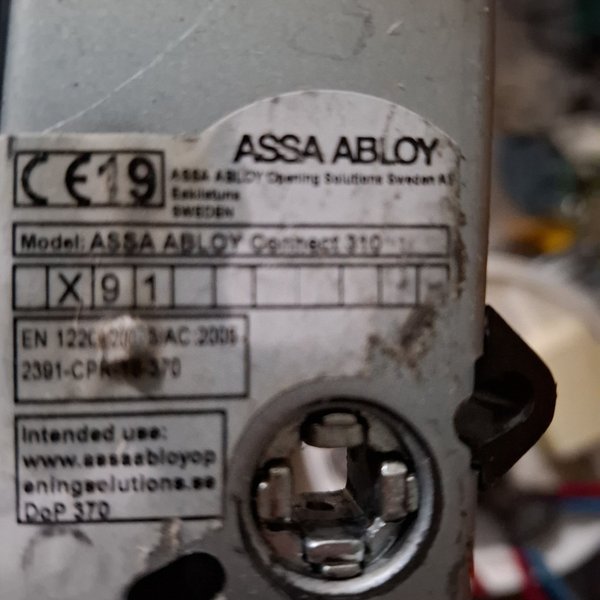 ASSA ABLOY
CE 19
ASSA ABLOY Opening Solutions Sweden AB
Eskilstuna
SWEDEN
Model: ASSA ABLOY Connect 310
X 9 1
EN
2391-CPR
Intended use:
www.assaabloyop
eningsolutions.se
DoP 370